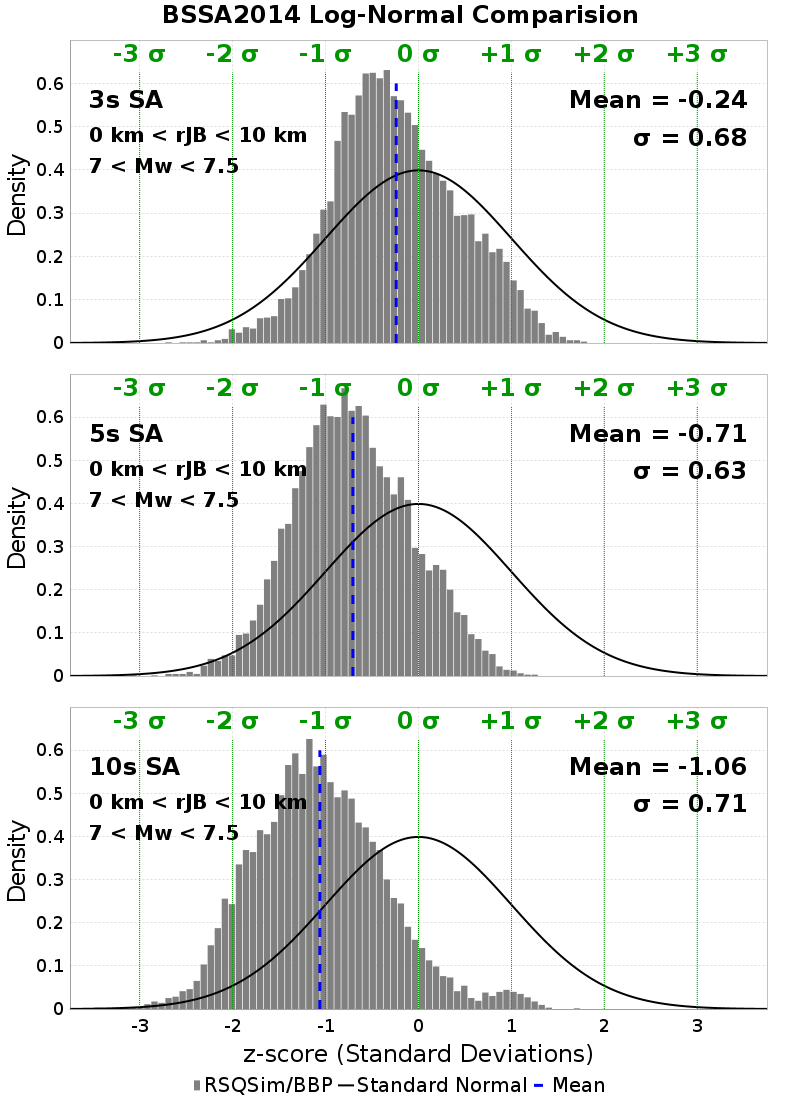 BSSA2014 Log-Normal Comparision
-3 σ -2 σ -1 σ 0 σ +1 σ +2 σ +3 σ
3s SA
0 km < rJB < 10 km
7 < Mw < 7.5
Mean = -0.24
σ = 0.68
Density
0.6
0.5
0.4
0.3
0.2
0.1
0
-3 σ -2 σ -1 σ 0 σ +1 σ +2 σ +3 σ
5s SA
0 km < rJB < 10 km
7 < Mw < 7.5
Mean = -0.71
σ = 0.63
Density
0.6
0.5
0.4
0.3
0.2
0.1
0
-3 σ -2 σ -1 σ 0 σ +1 σ +2 σ +3 σ
10s SA
0 km < rJB < 10 km
7 < Mw < 7.5
Mean = -1.06
σ = 0.71
Density
0.6
0.5
0.4
0.3
0.2
0.1
0
-3 -2 -1 0 1 2 3
z-score (Standard Deviations)
RSQSim/BBP Standard Normal Mean